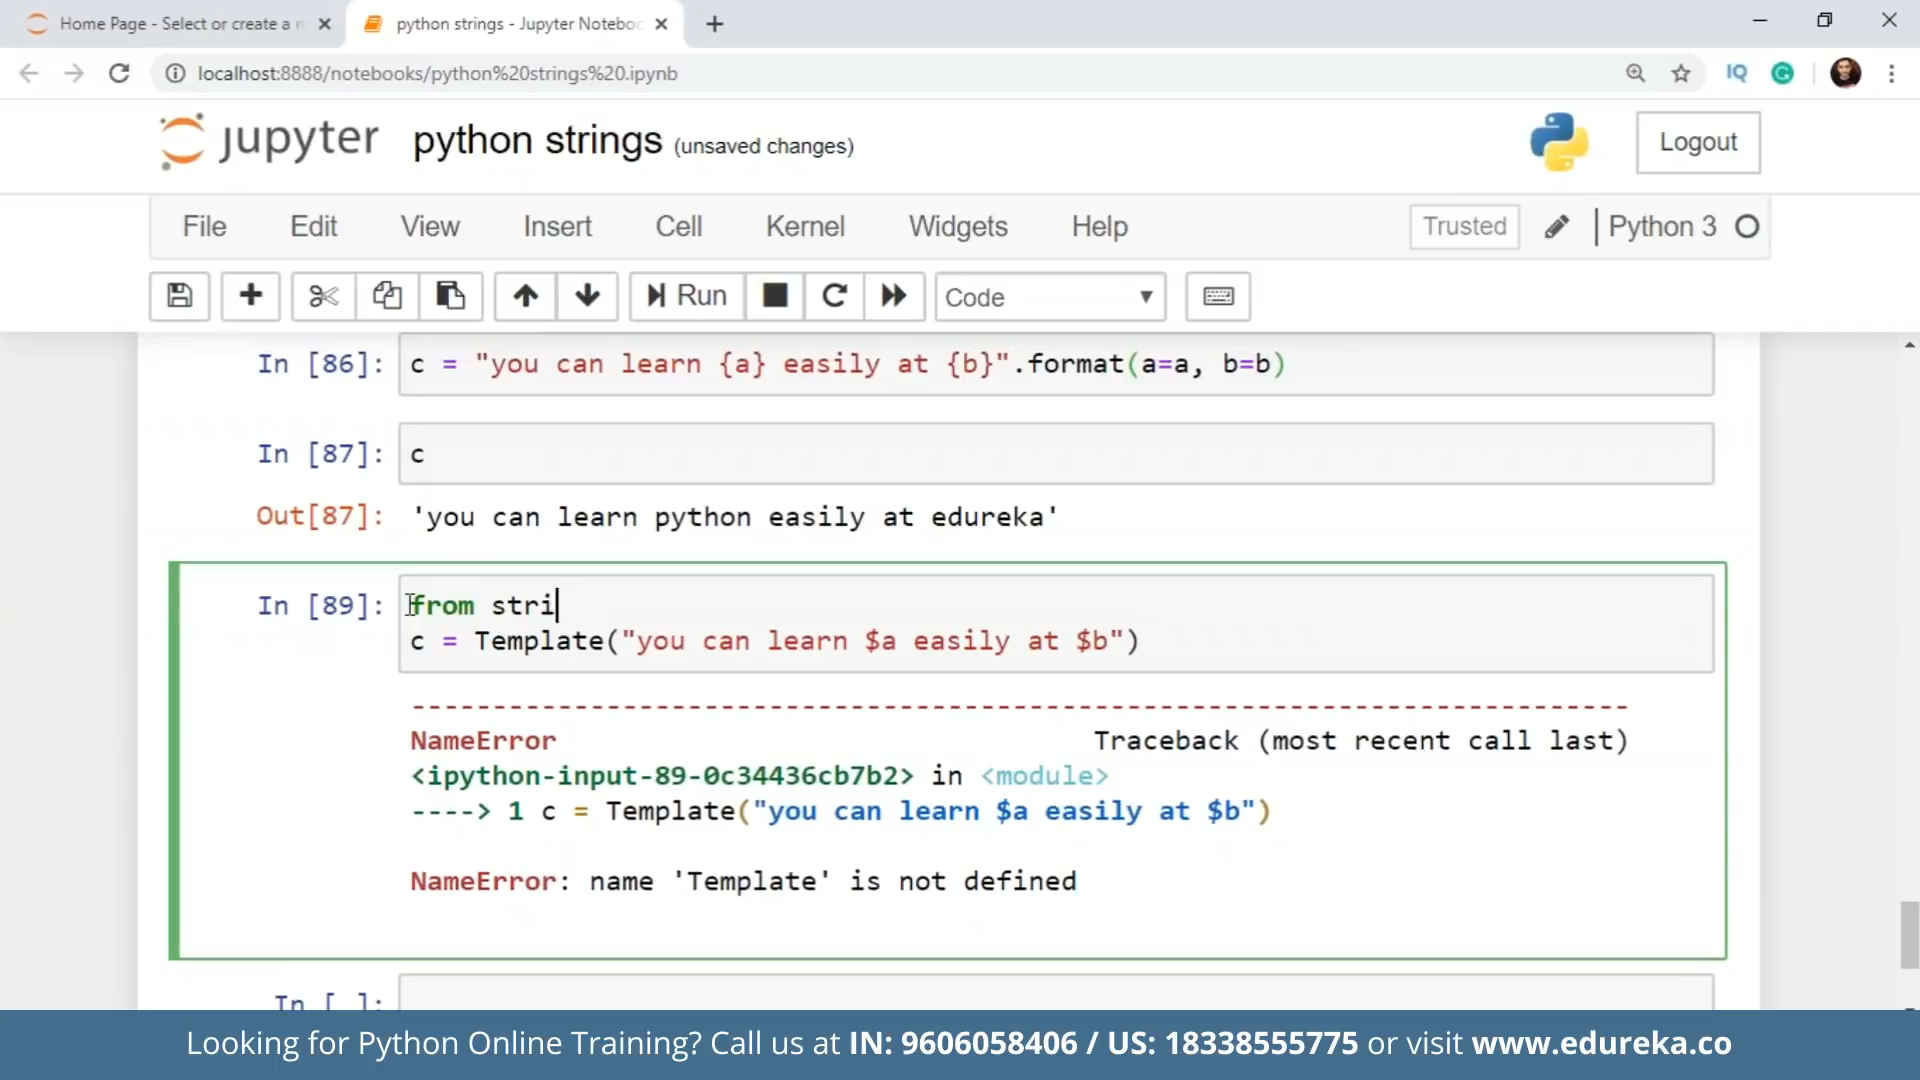 Home Page - Select or create a n
python strings - Jupyter Noteboo
localhost:8888/notebooks/python%20strings%20.ipynb
IQ
G
jupyter python strings (unsaved changes)
Logout
File Edit View Insert Cell Kernel Widgets Help Trusted Python 3
Run Code
In [86]: c = "you can learn {a} easily at {b}".format(a=a, b=b)
In [87]: c
Out[87]: 'you can learn python easily at edureka'
In [89]: from stri
c = Template("you can learn $a easily at $b")
---------------------------------------------------------------------------
NameError Traceback (most recent call last)
<ipython-input-89-0c34436cb7b2> in <module>
----> 1 c = Template("you can learn $a easily at $b")
NameError: name 'Template' is not defined
In [ ]:
Looking for Python Online Training? Call us at IN: 9606058406 / US: 18338555775 or visit www.edureka.co